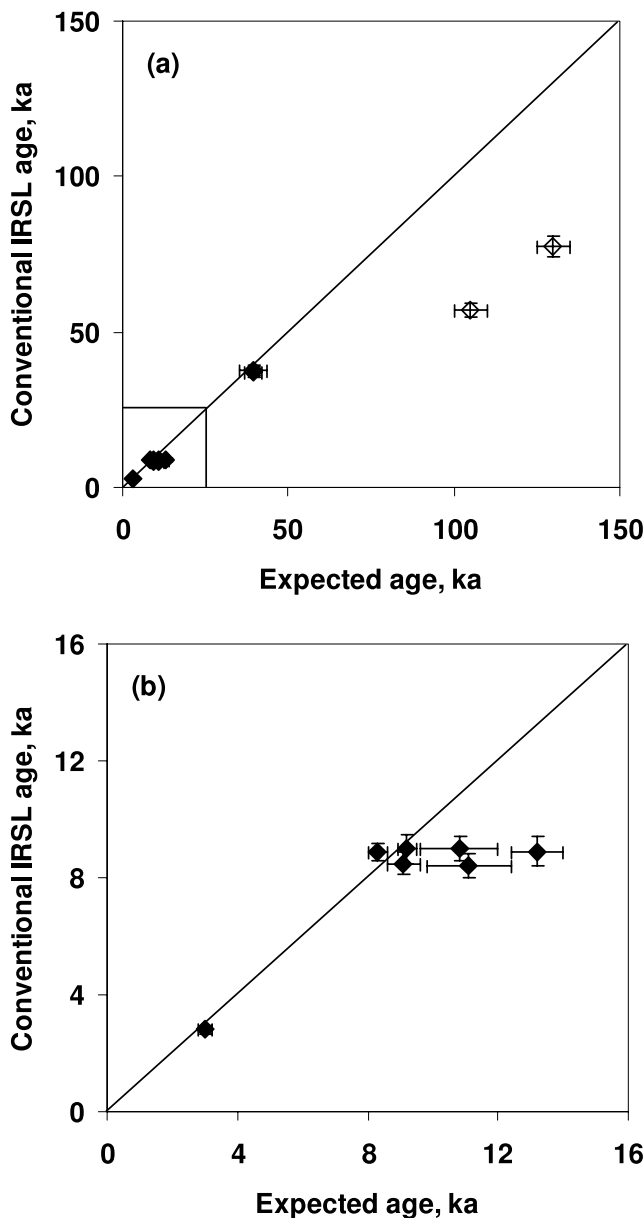 150
(a)
100
50
0
0 50 100 150
Conventional IRSL age, ka
Expected age, ka
16
(b)
12
8
4
0
0 4 8 12 16
Conventional IRSL age, ka
Expected age, ka